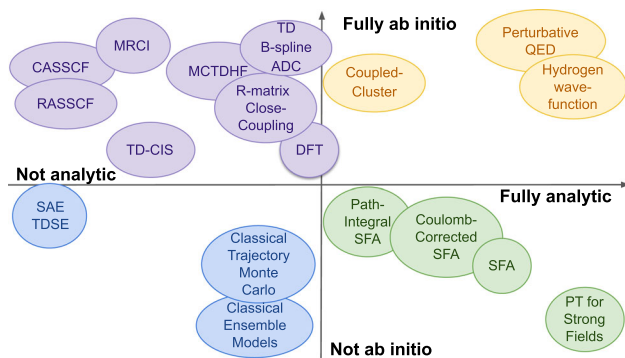 Fully ab initio
TD
B-spline
ADC
MRCI
CASSCF
RASSCF
MCTDHF
R-matrix
Close-
Coupling
TD-CIS
DFT
Perturbative
QED
Coupled-
Cluster
Hydrogen
wave-
function
Not analytic
Fully analytic
SAE
TDSE
Classical
Trajectory
Monte
Carlo
Classical
Ensemble
Models
Path-
Integral
SFA
Coulomb-
Corrected
SFA
SFA
PT for
Strong
Fields
Not ab initio